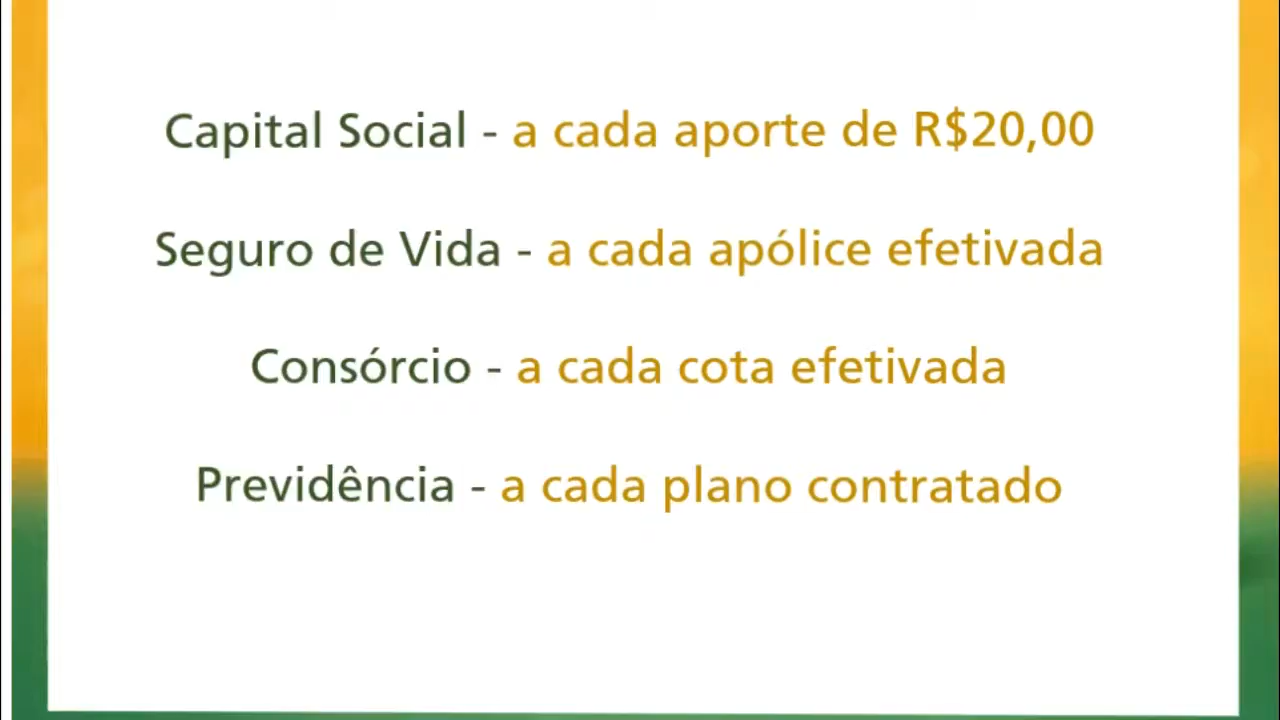 Capital Social - a cada aporte de R$20,00
Seguro de Vida - a cada apólice efetivada
Consórcio - a cada cota efetivada
Previdência - a cada plano contratado